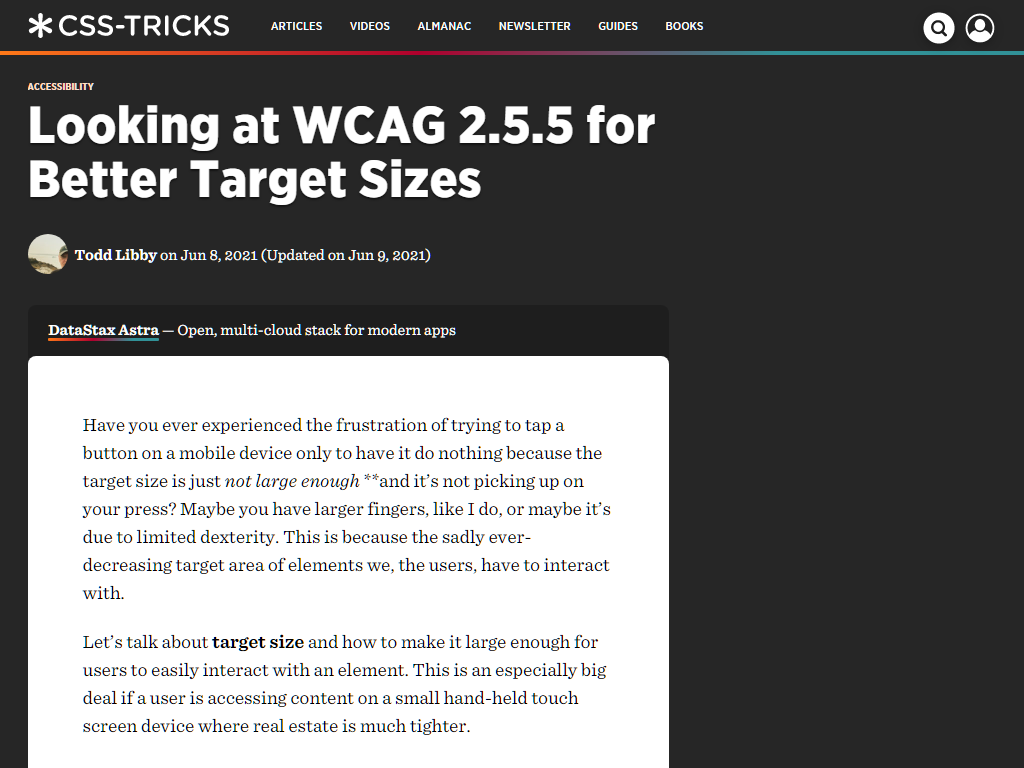 CSS-TRICKS
ARTICLES VIDEOS ALMANAC NEWSLETTER GUIDES BOOKS
ACCESSIBILITY
Looking at WCAG 2.5.5 for
Better Target Sizes
Todd Libby on Jun 8, 2021 (Updated on Jun 9, 2021)
DataStax Astra — Open, multi-cloud stack for modern apps
Have you ever experienced the frustration of trying to tap a
button on a mobile device only to have it do nothing because the
target size is just not large enough **and it’s not picking up on
your press? Maybe you have larger fingers, like I do, or maybe it’s
due to limited dexterity. This is because the sadly ever-
decreasing target area of elements we, the users, have to interact
with.
Let’s talk about target size and how to make it large enough for
users to easily interact with an element. This is an especially big
deal if a user is accessing content on a small hand-held touch
screen device where real estate is much tighter.